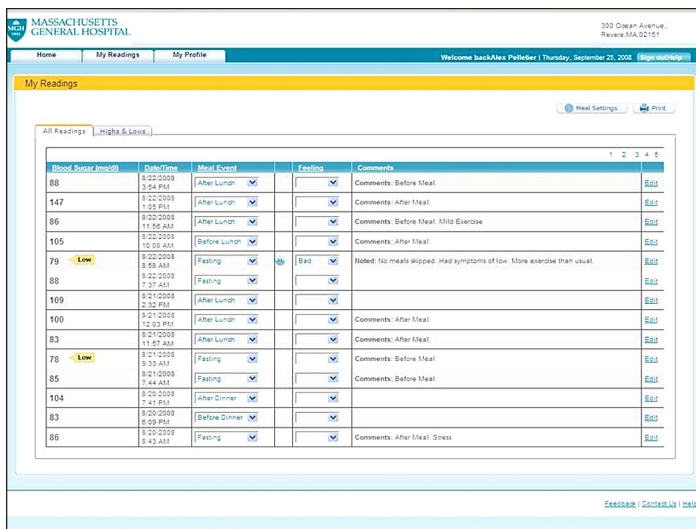 MASSACHUSETTS
GENERAL HOSPITAL
MGH
1811
300 Ocean Avenue,
Revere,MA,02151
Home My Readings My Profile
Welcome backAlex Pelletier | Thursday, September 25, 2008 Sign outHelp
My Readings
Meal Settings Print
All Readings Highs & Lows
1 2 3 4 5
Blood Sugar (mg/dl) Date/Time Meal Event Feeling Comments
88 8/22/2008 3:54 PM After Lunch Comments: Before Meal. Edit
147 8/22/2008 1:05 PM After Lunch Comments: After Meal. Edit
86 8/22/2008 11:56 AM After Lunch Comments: Before Meal. Mild Exercise Edit
105 8/22/2008 10:08 AM Before Lunch Comments: After Meal. Edit
79 Low 8/22/2008 8:58 AM Fasting Bad Noted: No meals skipped. Had symptoms of low. More exercise than usual. Edit
88 8/22/2008 7:37 AM Fasting Edit
109 8/21/2008 2:32 PM After Lunch Edit
100 8/21/2008 12:03 PM After Lunch Comments: After Meal. Edit
83 8/21/2008 11:57 AM After Lunch Comments: After Meal. Edit
78 Low 8/21/2008 9:33 AM Fasting Comments: Before Meal. Edit
85 8/21/2008 7:44 AM Fasting Comments: Before Meal. Edit
104 8/20/2008 7:41 PM After Dinner Edit
83 8/20/2008 6:09 PM Before Dinner Edit
86 8/20/2008 5:43 AM Fasting Comments: After Meal. Stress Edit
Feedback | Contact Us | Help